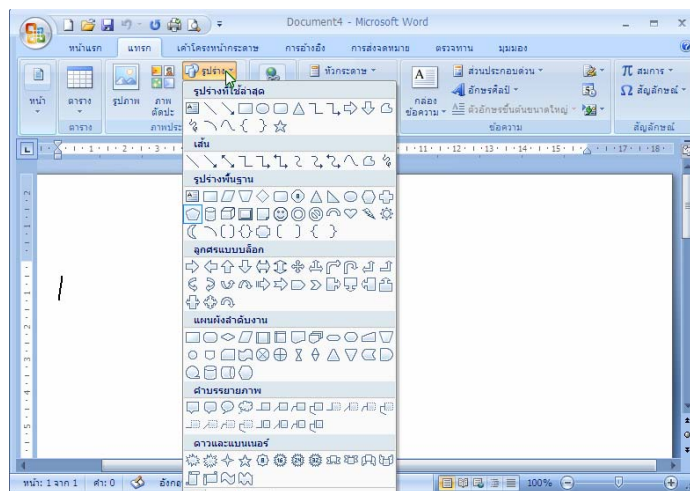 Document4 - Microsoft Word
หน้าแรก แทรก เค้าโครงหน้ากระดาษ การอ้างอิง การส่งจดหมาย ตรวจทาน มุมมอง
รูปร่าง หัวกระดาษ ส่วนประกอบด่วน สมการ
อักษรศิลป์ สัญลักษณ์
หน้า ตาราง รูปภาพ ภาพตัดปะ กล่องข้อความ ตัวอักษรขึ้นต้นขนาดใหญ่
ตาราง ภาพประ ข้อความ สัญลักษณ์
รูปร่างที่ใช้ล่าสุด
เส้น
รูปร่างพื้นฐาน
ลูกศรแบบบล็อก
แผนผังลำดับงาน
คำบรรยายภาพ
ดาวและแบนเนอร์
หน้า: 1 จาก 1 คำ: 0 อังกฤ 100%